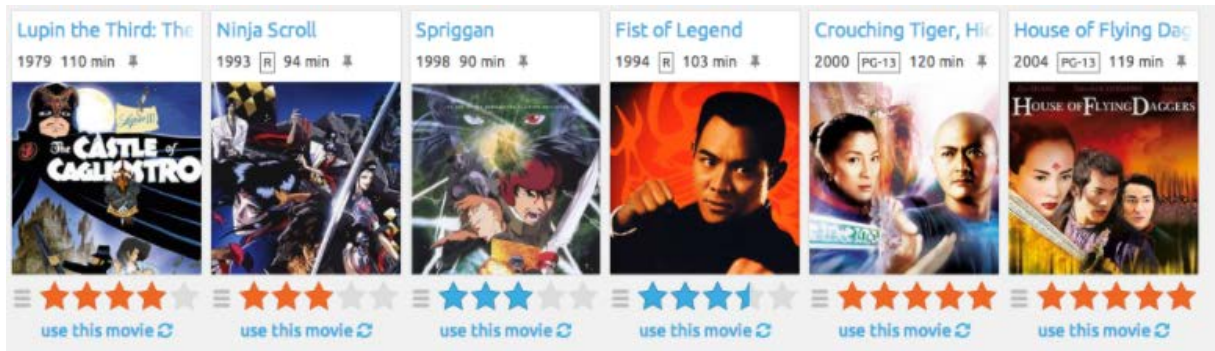 Lupin the Third: The
1979 110 min
The CASTLE of
CAGLIOSTRO
use this movie
Ninja Scroll
1993 R 94 min
use this movie
Spriggan
1998 90 min
use this movie
Fist of Legend
1994 R 103 min
use this movie
Crouching Tiger, Hid
2000 PG-13 120 min
use this movie
House of Flying Dag
2004 PG-13 119 min
HOUSE OF FLYING DAGGERS
use this movie